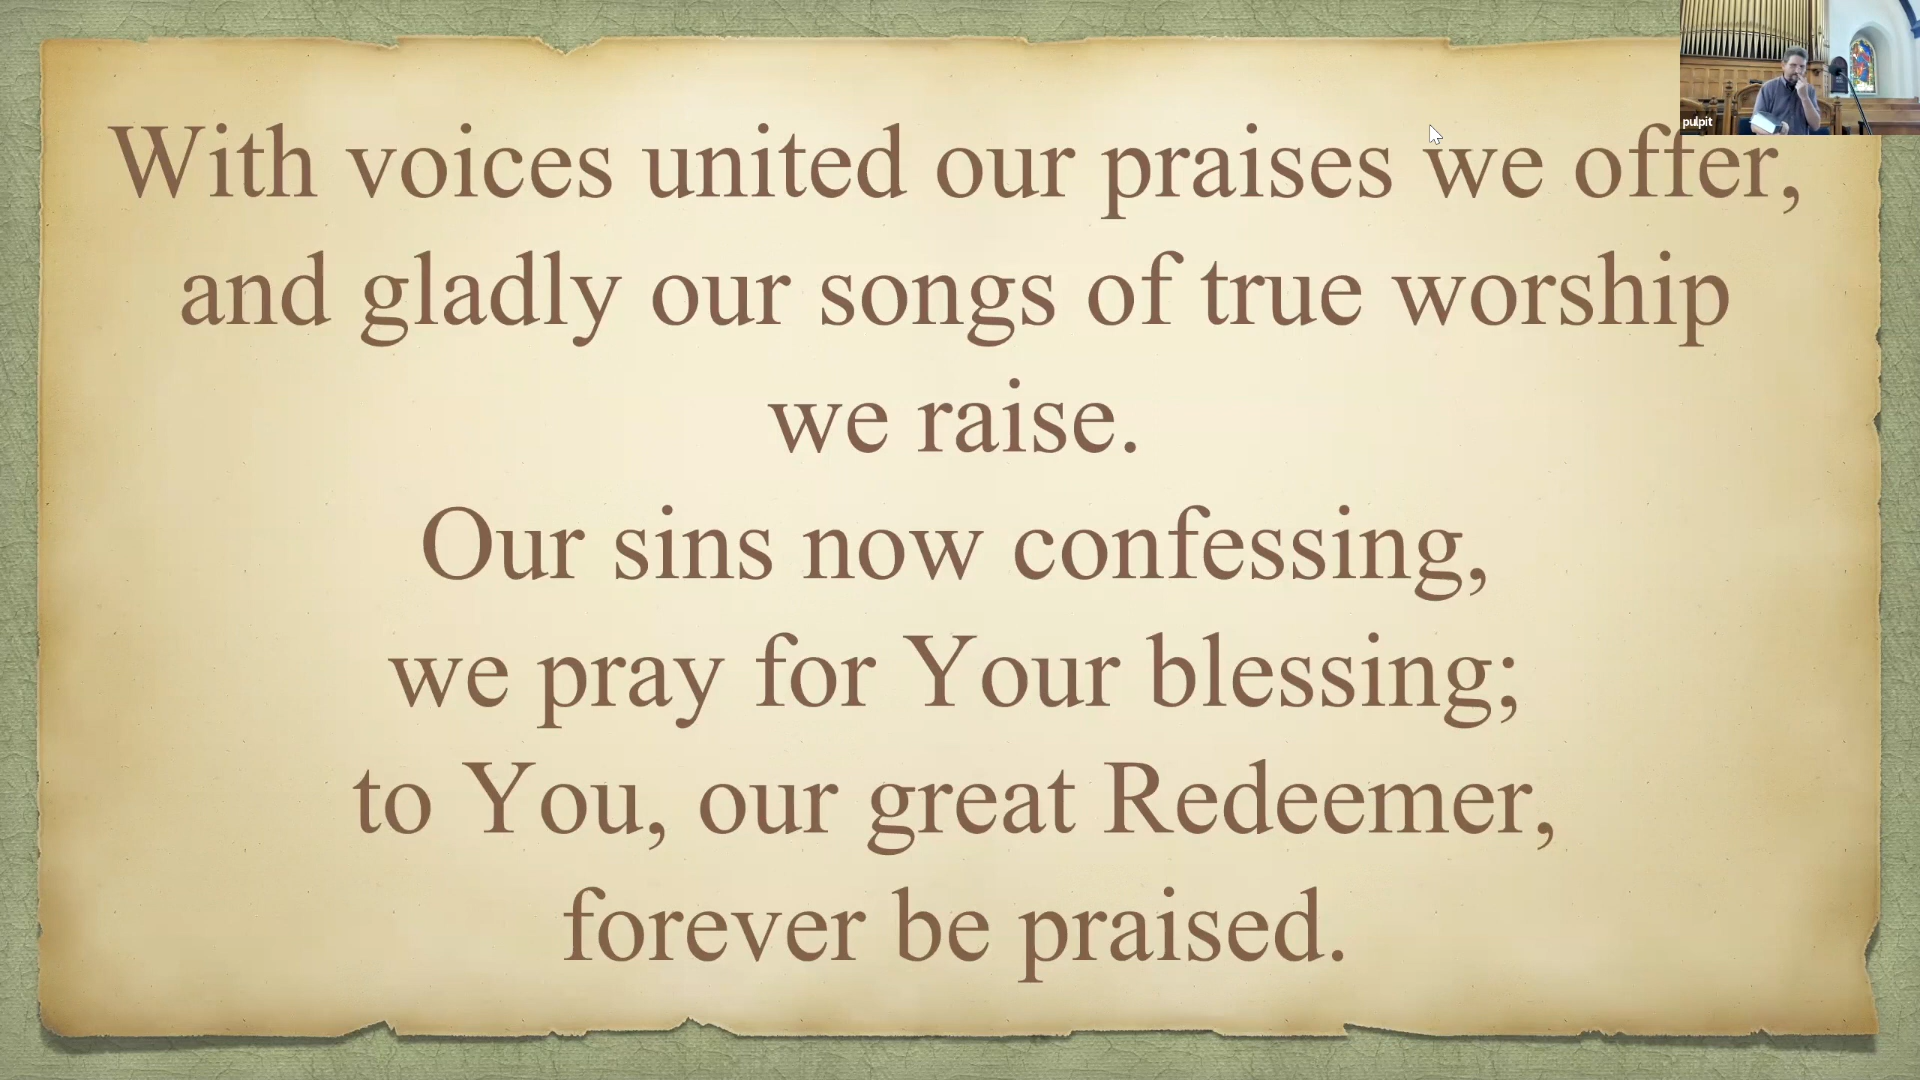 With voices united our praises we offer,
and gladly our songs of true worship
we raise.
Our sins now confessing,
we pray for Your blessing;
to You, our great Redeemer,
forever be praised.
pulpit